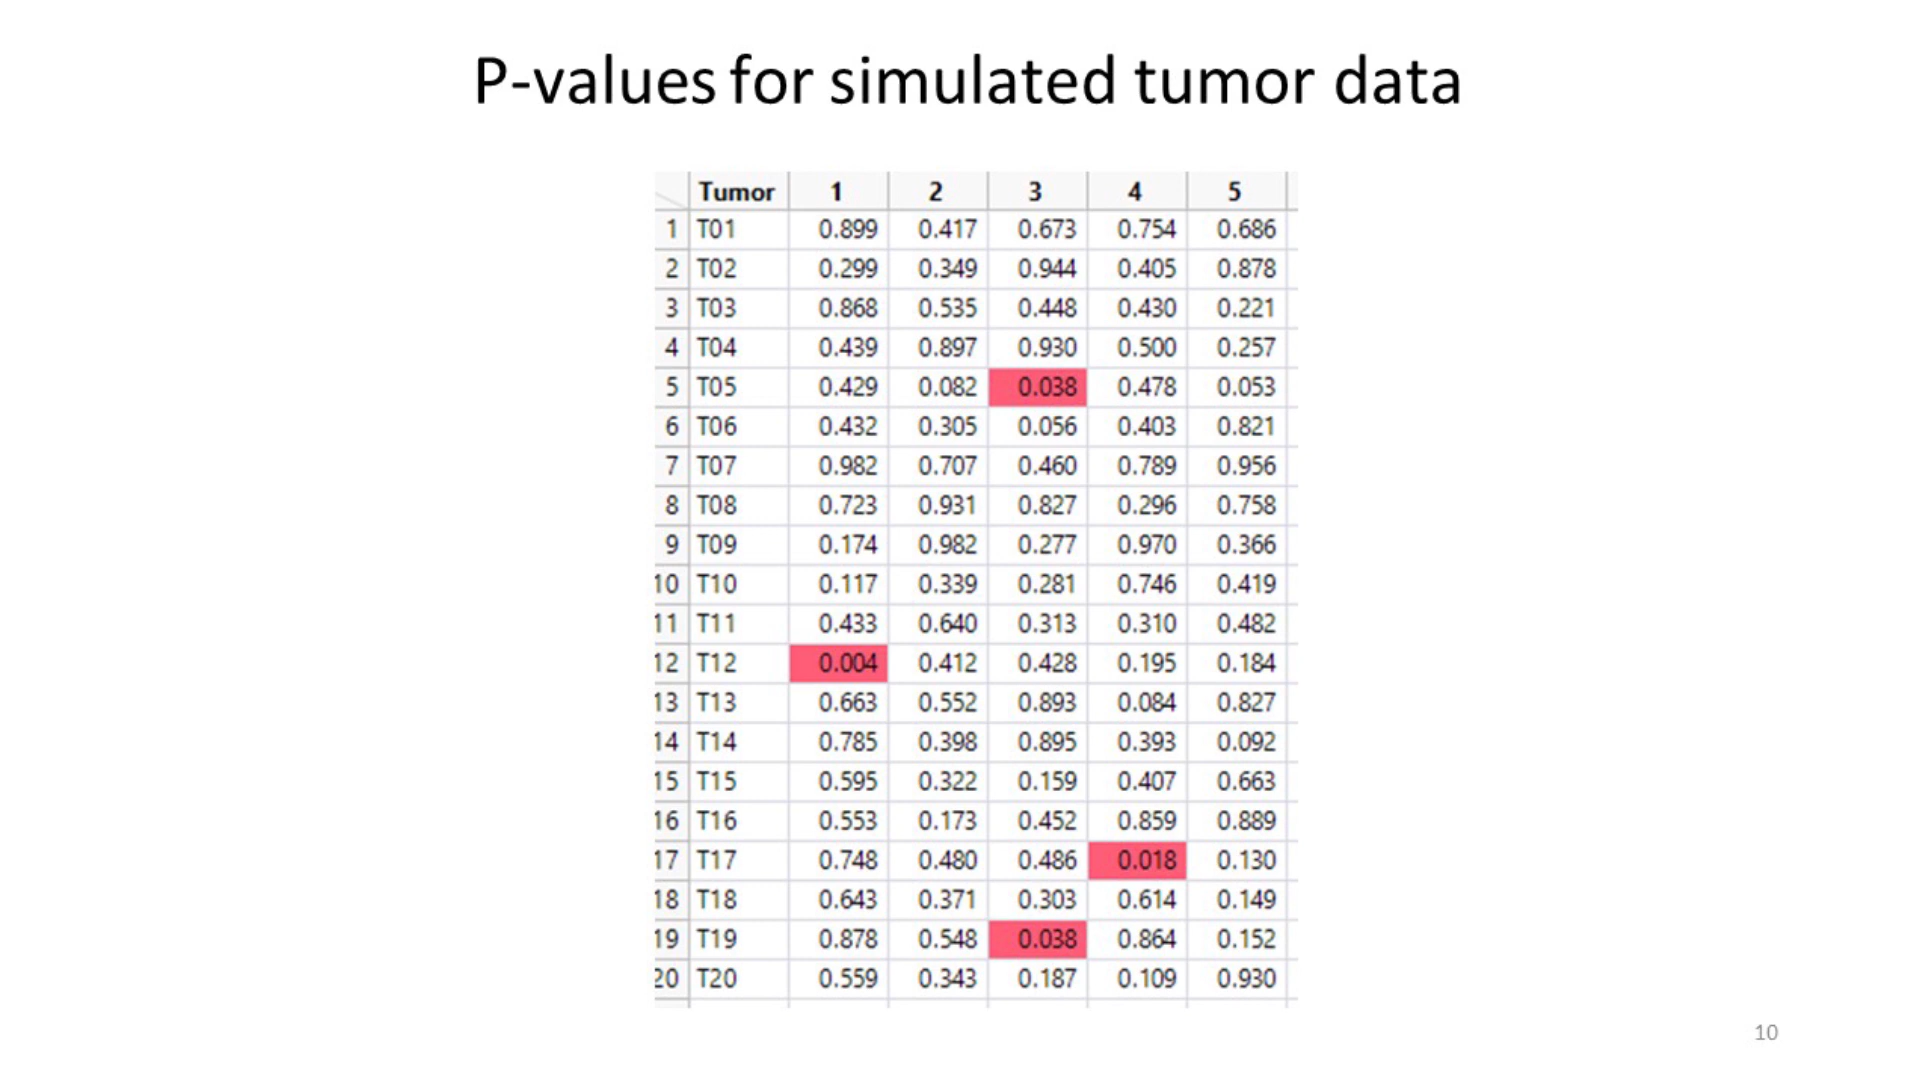 P-values for simulated tumor data
Tumor 1 2 3 4 5
1 T01 0.899 0.417 0.673 0.754 0.686
2 T02 0.299 0.349 0.944 0.405 0.878
3 T03 0.868 0.535 0.448 0.430 0.221
4 T04 0.439 0.897 0.930 0.500 0.257
5 T05 0.429 0.082 0.038 0.478 0.053
6 T06 0.432 0.305 0.056 0.403 0.821
7 T07 0.982 0.707 0.460 0.789 0.956
8 T08 0.723 0.931 0.827 0.296 0.758
9 T09 0.174 0.982 0.277 0.970 0.366
10 T10 0.117 0.339 0.281 0.746 0.419
11 T11 0.433 0.640 0.313 0.310 0.482
12 T12 0.004 0.412 0.428 0.195 0.184
13 T13 0.663 0.552 0.893 0.084 0.827
14 T14 0.785 0.398 0.895 0.393 0.092
15 T15 0.595 0.322 0.159 0.407 0.663
16 T16 0.553 0.173 0.452 0.859 0.889
17 T17 0.748 0.480 0.486 0.018 0.130
18 T18 0.643 0.371 0.303 0.614 0.149
19 T19 0.878 0.548 0.038 0.864 0.152
20 T20 0.559 0.343 0.187 0.109 0.930
10